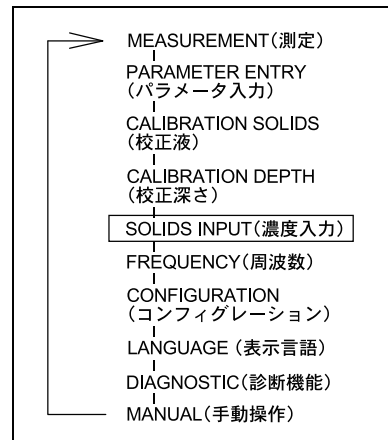 MEASUREMENT(測定)
PARAMETER ENTRY
(パラメータ入力)
CALIBRATION SOLIDS
(校正液)
CALIBRATION DEPTH
(校正深さ)
SOLIDS INPUT(濃度入力)
FREQUENCY(周波数)
CONFIGURATION
(コンフィグレーション)
LANGUAGE (表示言語)
DIAGNOSTIC(診断機能)
MANUAL(手動操作)